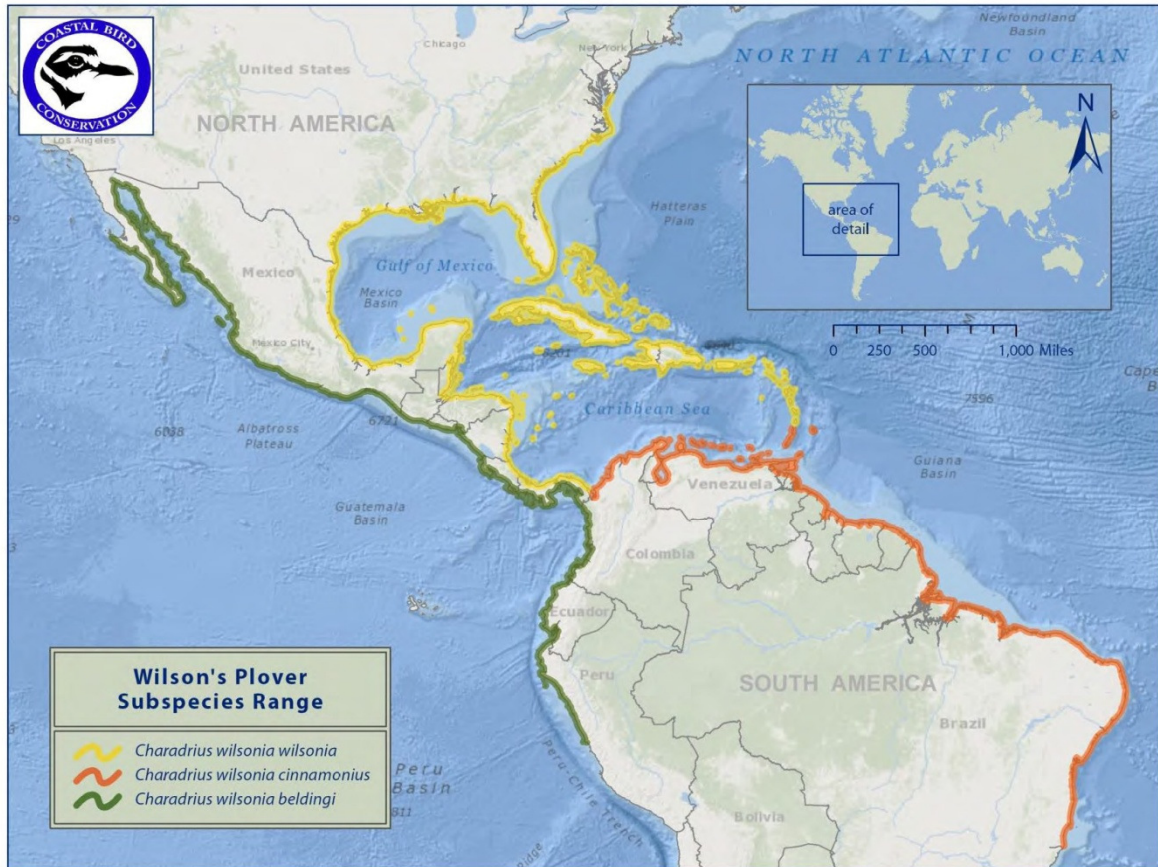 COASTAL BIRD
CONSERVATION
Newfoundland
Basin
NORTH ATLANTIC OCEAN
Chicago
New York
United States
NORTH AMERICA
Los Angeles
N
area of
detail
Hatteras
Plain
Gulf of Mexico
Mexico
Mexico
Basin
Mexico City
0 250 500 1,000 Miles
Caribbean Sea
6038
6721
7596
Albatross
Plateau
Guiana
Basin
Venezuela
Guatemala
Basin
Colombia
Ecuador
Peru
SOUTH AMERICA
Brazil
Bolivia
Peru
Basin
Peru-Chile Trench
Wilson's Plover
Subspecies Range
Charadrius wilsonia wilsonia
Charadrius wilsonia cinnamonius
Charadrius wilsonia beldingi